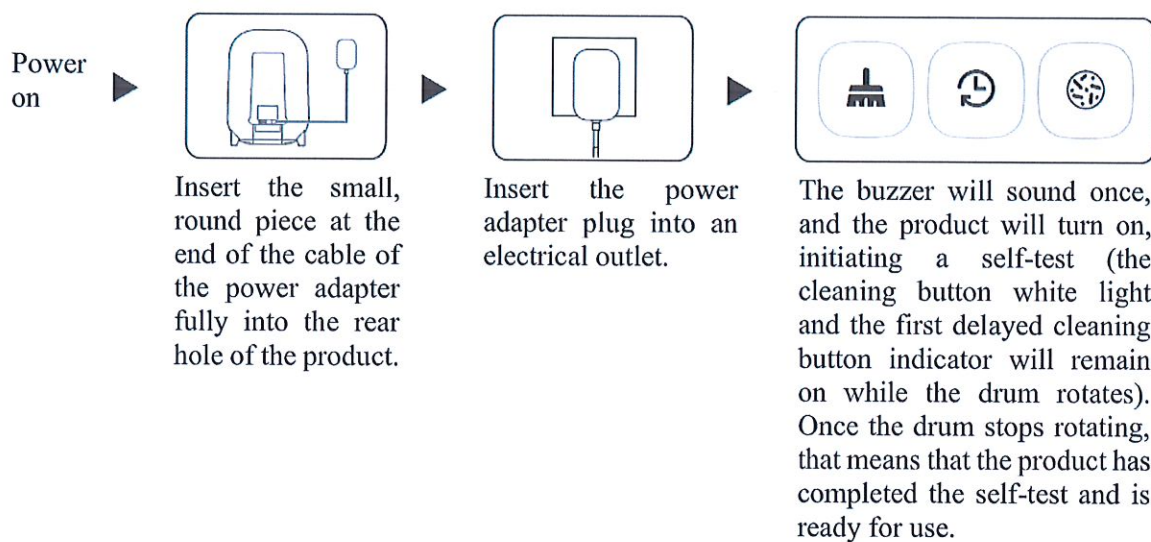 Power
on
Insert the small,
round piece at the
end of the cable of
the power adapter
fully into the rear
hole of the product.
Insert the power
adapter plug into an
electrical outlet.
The buzzer will sound once,
and the product will turn on,
initiating a self-test (the
cleaning button white light
and the first delayed cleaning
button indicator will remain
on while the drum rotates).
Once the drum stops rotating,
that means that the product has
completed the self-test and is
ready for use.